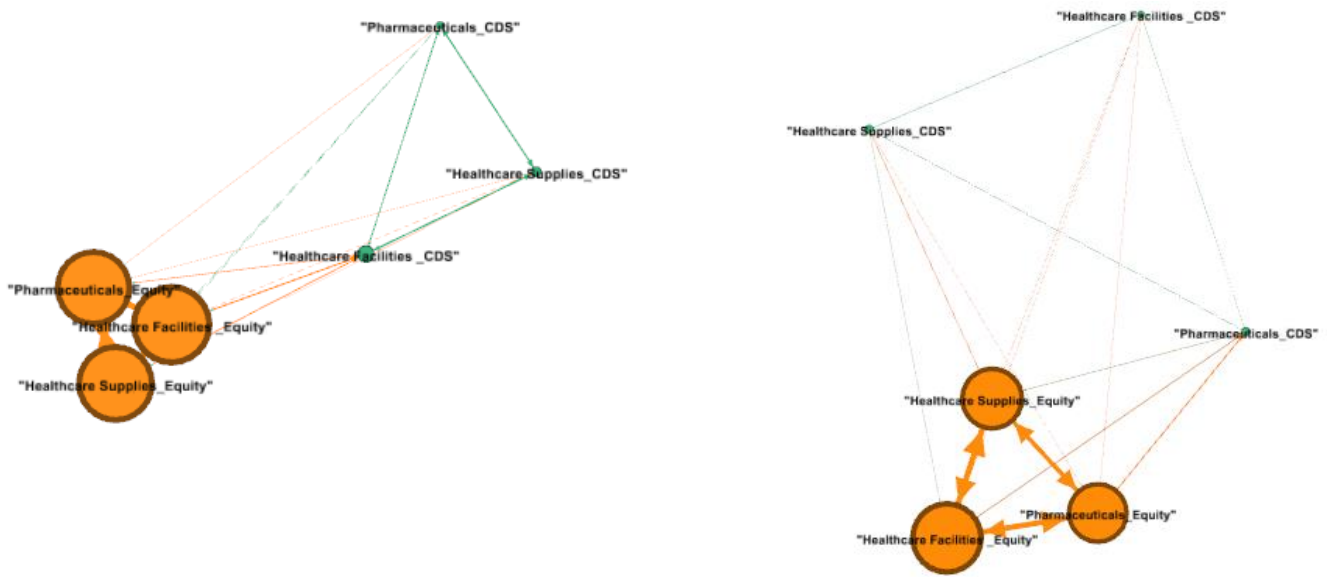 "Pharmaceuticals_CDS"
"Healthcare Supplies_CDS"
"Healthcare Facilities _CDS"
"Pharmaceuticals_Equity"
"Healthcare Facilities _Equity"
"Healthcare Supplies_Equity"
"Healthcare Facilities _CDS"
"Healthcare Supplies_CDS"
"Pharmaceuticals_CDS"
"Healthcare Supplies_Equity"
"Pharmaceuticals_Equity"
"Healthcare Facilities _Equity"